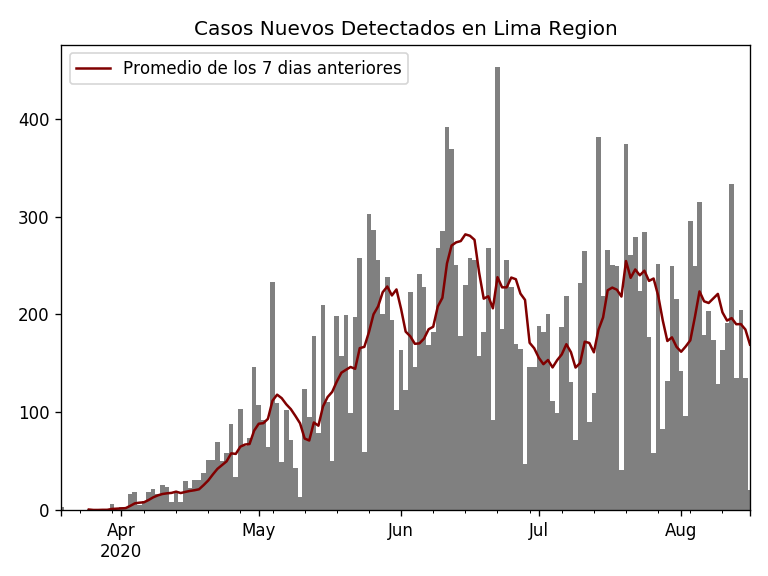 Casos Nuevos Detectados en Lima Region
Promedio de los 7 dias anteriores
400
300
200
100
0
Apr May Jun Jul Aug
2020